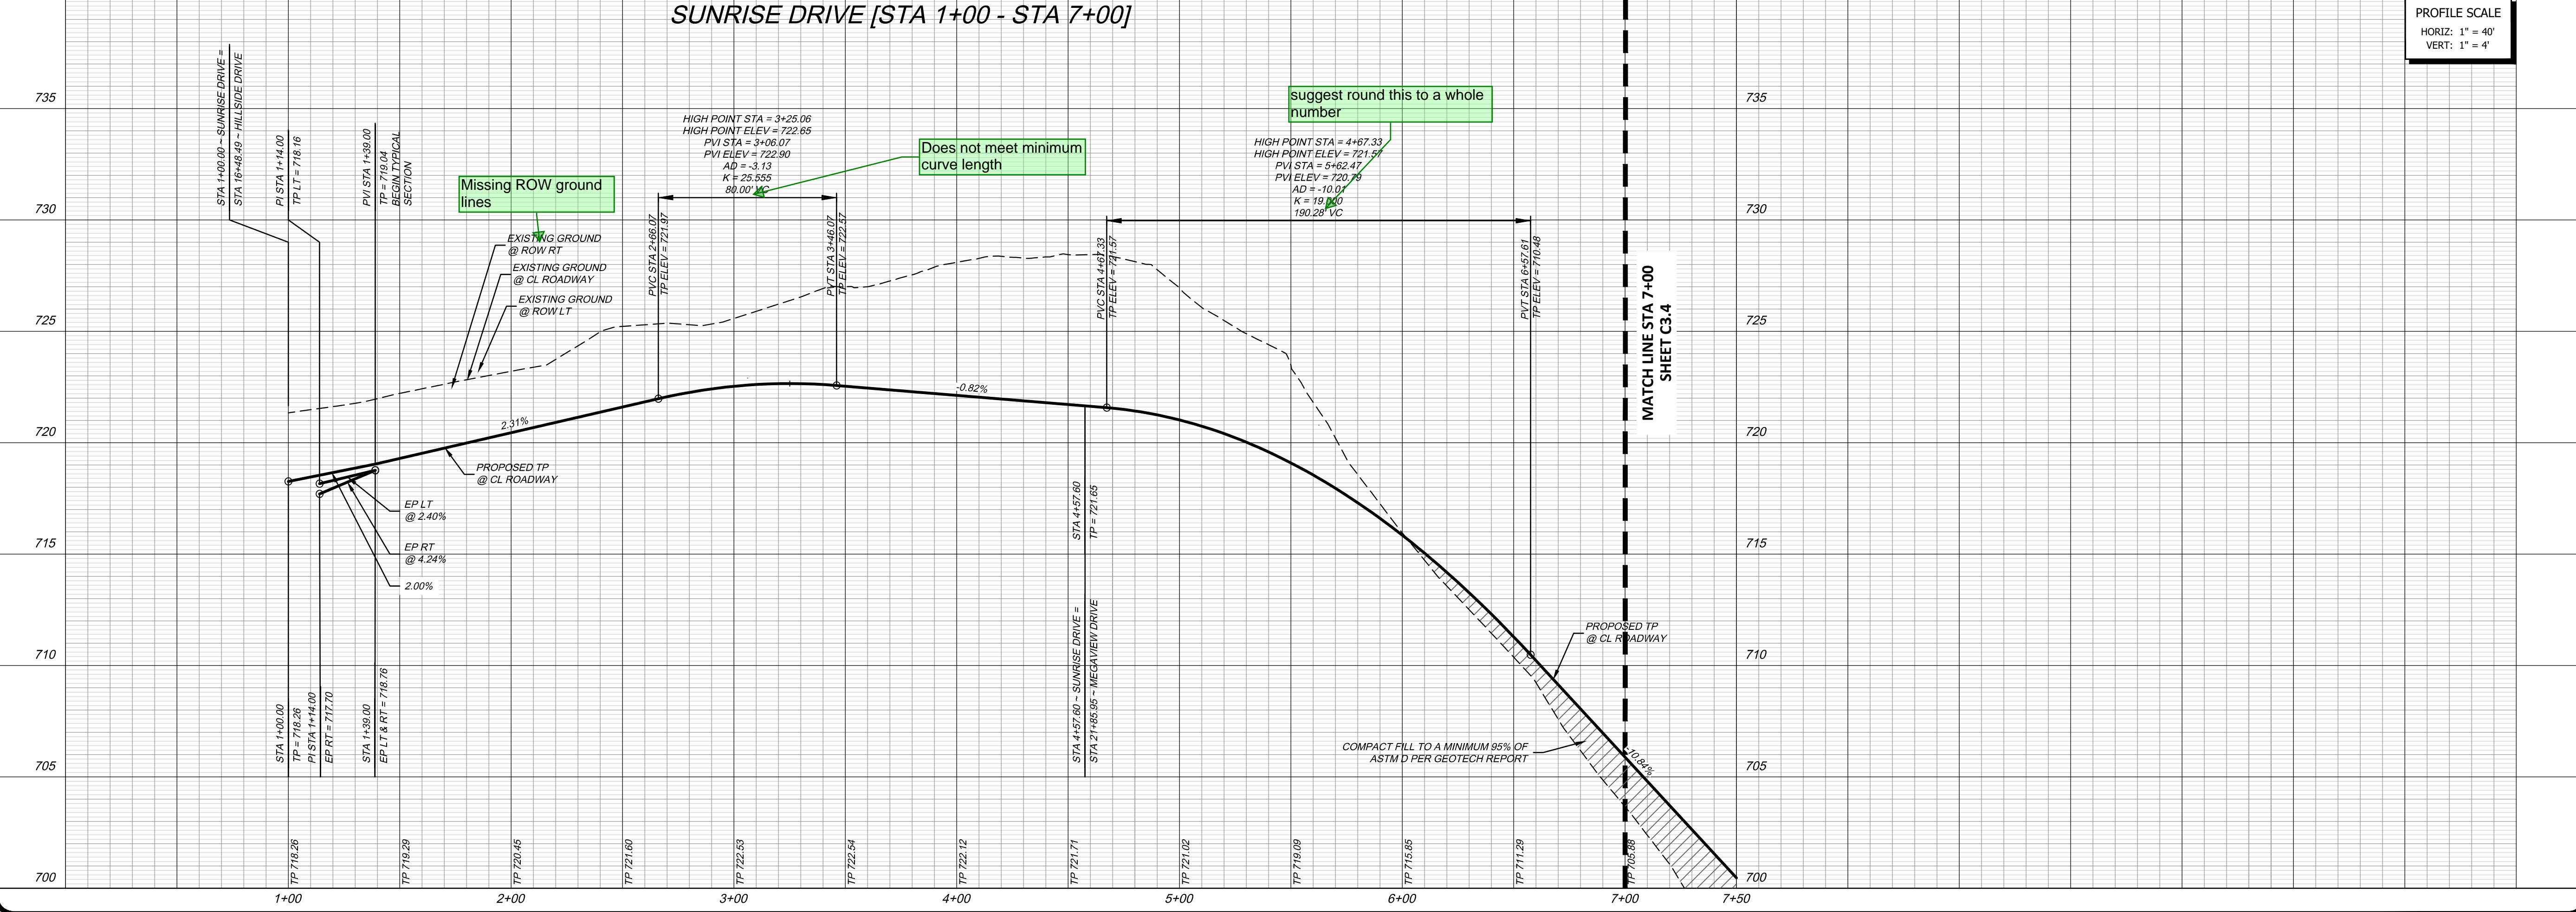 SUNRISE DRIVE [STA 1+00 - STA 7+00]
PROFILE SCALE
HORIZ: 1" = 40'
VERT: 1" = 4'
735
730
725
720
715
710
705
700
STA 1+00.00 ~ SUNRISE DRIVE =
STA 16+48.49 ~ HILLSIDE DRIVE
PI STA 1+14.00
TP LT = 718.16
PVI STA 1+39.00
TP = 719.04
BEGIN TYPICAL
SECTION
Missing ROW ground
lines
EXISTING GROUND
@ ROW RT
EXISTING GROUND
@ CL ROADWAY
EXISTING GROUND
@ ROW LT
HIGH POINT STA = 3+25.06
HIGH POINT ELEV = 722.65
PVI STA = 3+06.07
PVI ELEV = 722.90
AD = -3.13
K = 25.555
80.00' VC
Does not meet minimum
curve length
PVC STA 2+66.07
TP ELEV = 721.97
PVT STA 3+46.07
TP ELEV = 722.57
suggest round this to a whole
number
HIGH POINT STA = 4+67.33
HIGH POINT ELEV = 721.57
PVI STA = 5+62.47
PVI ELEV = 720.79
AD = -10.01
K = 19.000
190.28' VC
PVC STA 4+67.33
TP ELEV = 721.57
PVT STA 6+57.61
TP ELEV = 710.48
MATCH LINE STA 7+00
SHEET C3.4
2.31%
-0.82%
PROPOSED TP
@ CL ROADWAY
EP LT
@ 2.40%
EP RT
@ 4.24%
2.00%
STA 4+57.60
TP = 721.65
STA 4+57.60 ~ SUNRISE DRIVE =
STA 21+85.95 ~ MEGAVIEW DRIVE
PROPOSED TP
@ CL ROADWAY
COMPACT FILL TO A MINIMUM 95% OF
ASTM D PER GEOTECH REPORT
-10.84%
STA 1+00.00
TP = 718.26
PI STA 1+14.00
EP RT = 717.70
STA 1+39.00
EP LT & RT = 718.76
735
730
725
720
715
710
705
700
TP 718.26
TP 719.29
TP 720.45
TP 721.60
TP 722.53
TP 722.54
TP 722.12
TP 721.71
TP 721.02
TP 719.09
TP 715.85
TP 711.29
TP 705.88
1+00
2+00
3+00
4+00
5+00
6+00
7+00
7+50